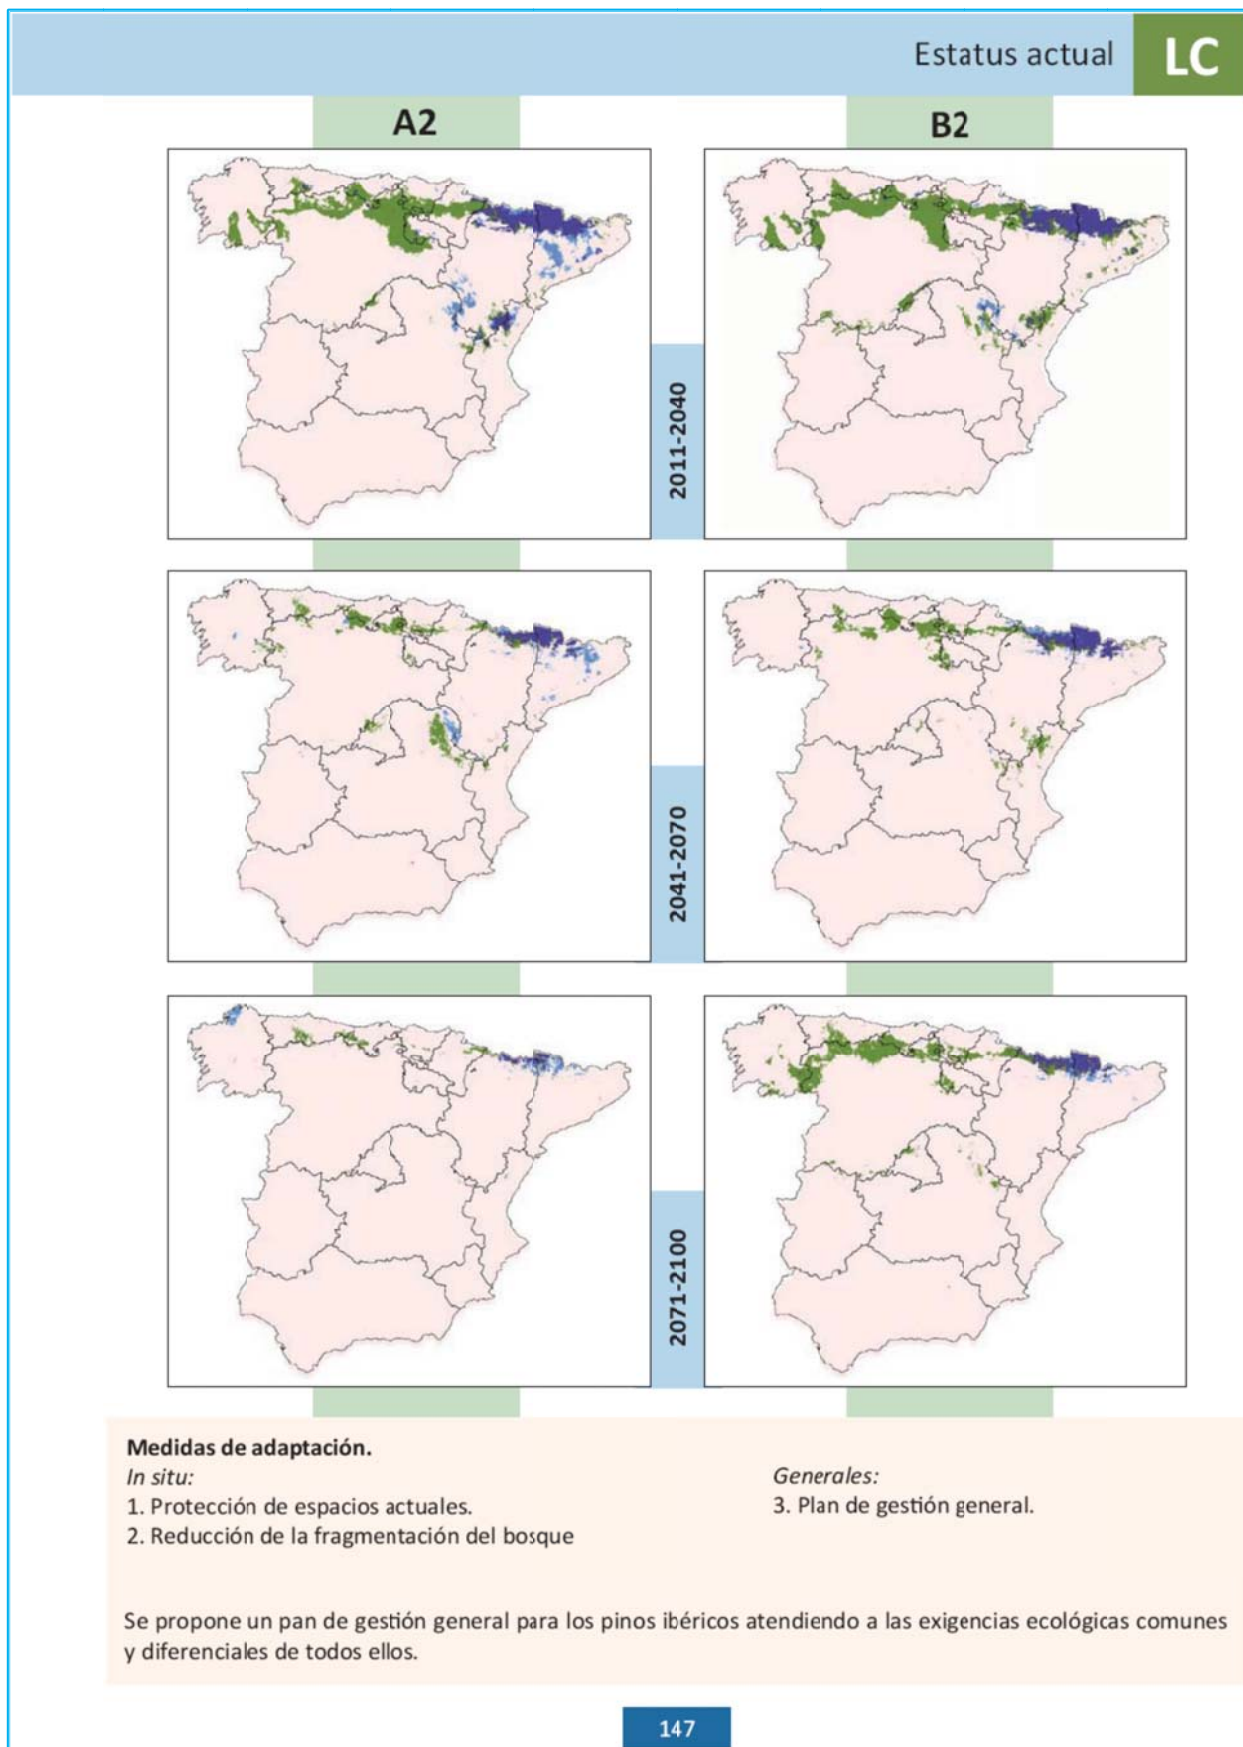 Estatus actual LC
A2 B2
2011-2040
2041-2070
2071-2100
Medidas de adaptación.
In situ:
1. Protección de espacios actuales.
2. Reducción de la fragmentación del bosque
Generales:
3. Plan de gestión general.
Se propone un pan de gestión general para los pinos ibéricos atendiendo a las exigencias ecológicas comunes
y diferenciales de todos ellos.
147